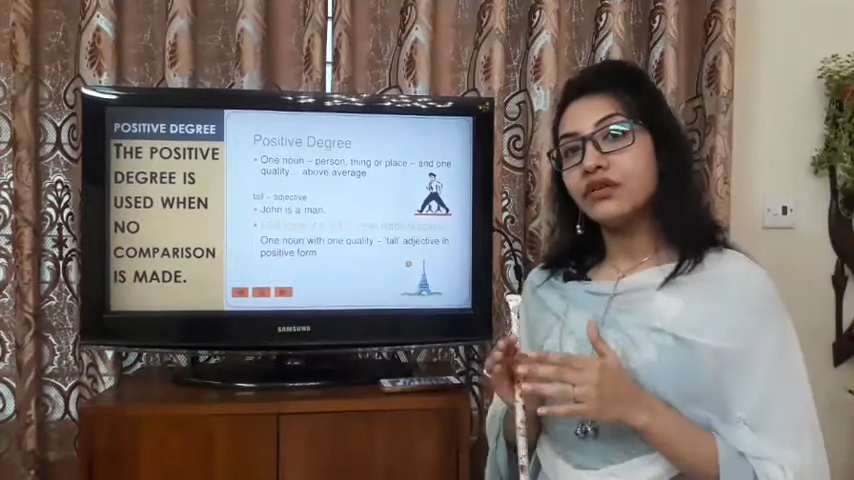 POSITIVE DEGREE
THE POSITIVE
DEGREE IS
USED WHEN
NO
COMPARISON
IS MADE.
Positive Degree
• One noun – person, thing or place – and one
quality... (above average)
tall - adjective
• John is a man.
One noun with one quality – tall adjective in
positive form
SAMSUNG